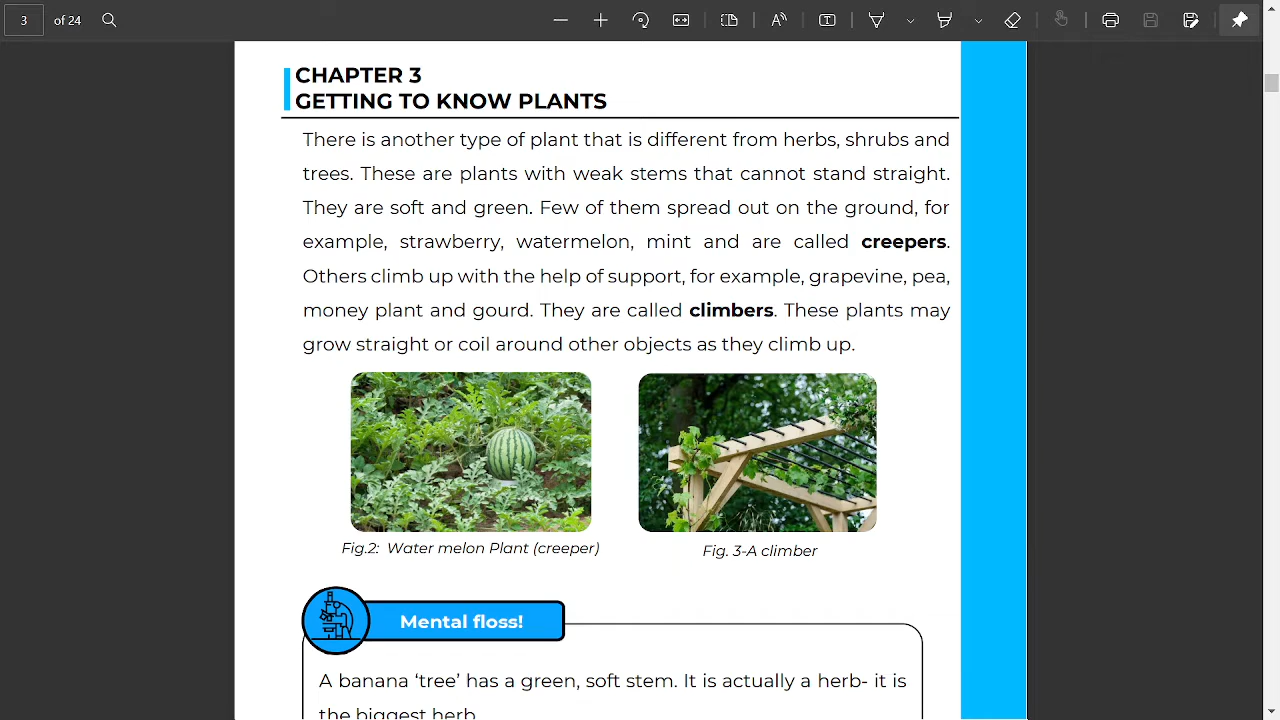 3 of 24
CHAPTER 3
GETTING TO KNOW PLANTS
There is another type of plant that is different from herbs, shrubs and
trees. These are plants with weak stems that cannot stand straight.
They are soft and green. Few of them spread out on the ground, for
example, strawberry, watermelon, mint and are called creepers.
Others climb up with the help of support, for example, grapevine, pea,
money plant and gourd. They are called climbers. These plants may
grow straight or coil around other objects as they climb up.
Fig.2: Water melon Plant (creeper)
Fig. 3-A climber
Mental floss!
A banana ‘tree’ has a green, soft stem. It is actually a herb- it is
the biggest herb